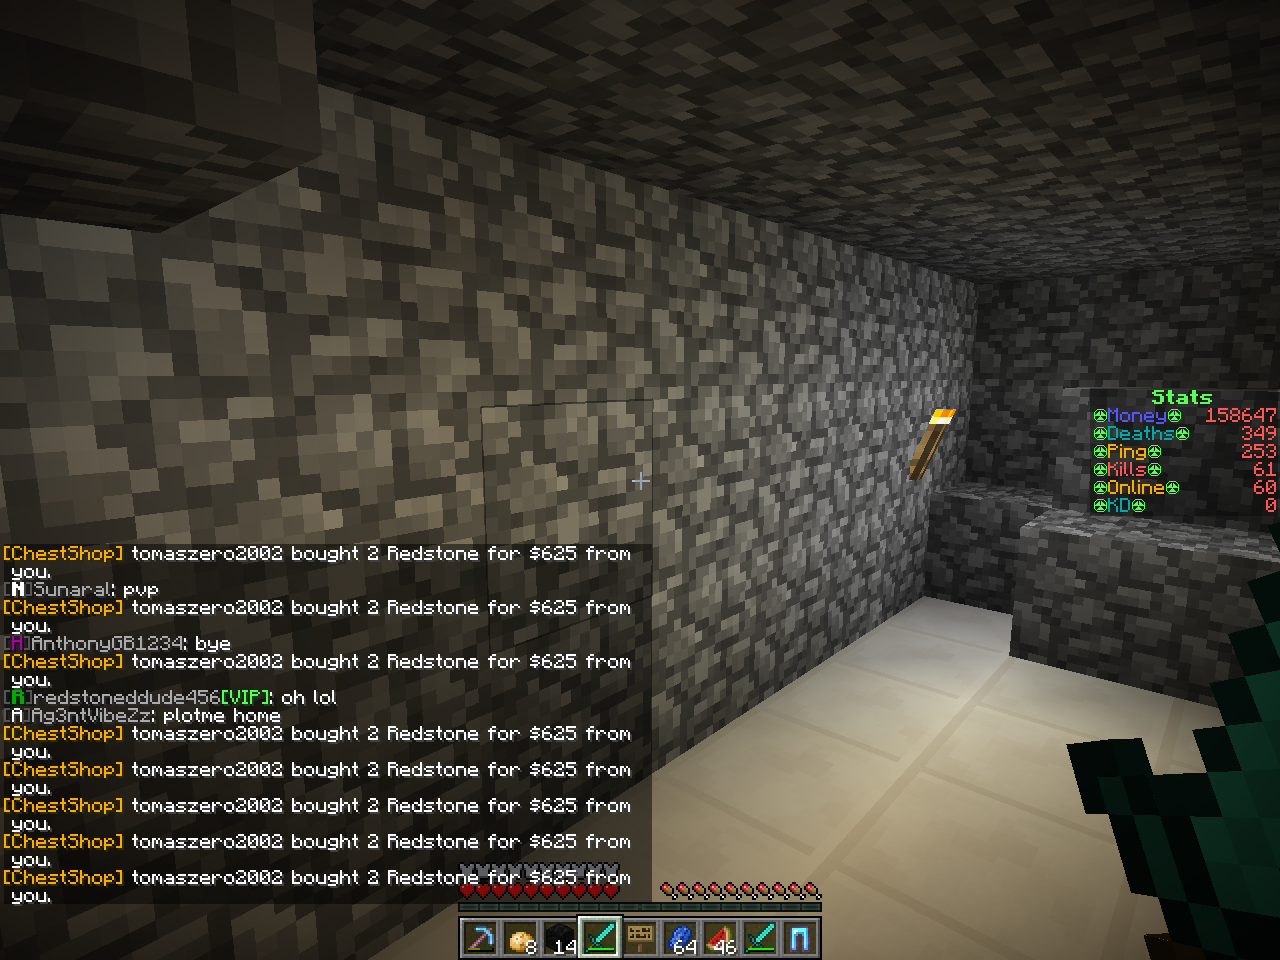 Stats
Money 158647
Deaths 349
Ping 253
Kills 61
Online 60
KD 0
[ChestShop] tomaszero2002 bought 2 Redstone for $625 from
you.
[N]Sunaral: pvp
[ChestShop] tomaszero2002 bought 2 Redstone for $625 from
you.
[H]AnthonyGB1234: bye
[ChestShop] tomaszero2002 bought 2 Redstone for $625 from
you.
[R]redstoneddude456[VIP]: oh lol
[A]Ag3ntVibeZz: plotme home
[ChestShop] tomaszero2002 bought 2 Redstone for $625 from
you.
[ChestShop] tomaszero2002 bought 2 Redstone for $625 from
you.
[ChestShop] tomaszero2002 bought 2 Redstone for $625 from
you.
[ChestShop] tomaszero2002 bought 2 Redstone for $625 from
you.
[ChestShop] tomaszero2002 bought 2 Redstone for $625 from
you.
8 14 64 46